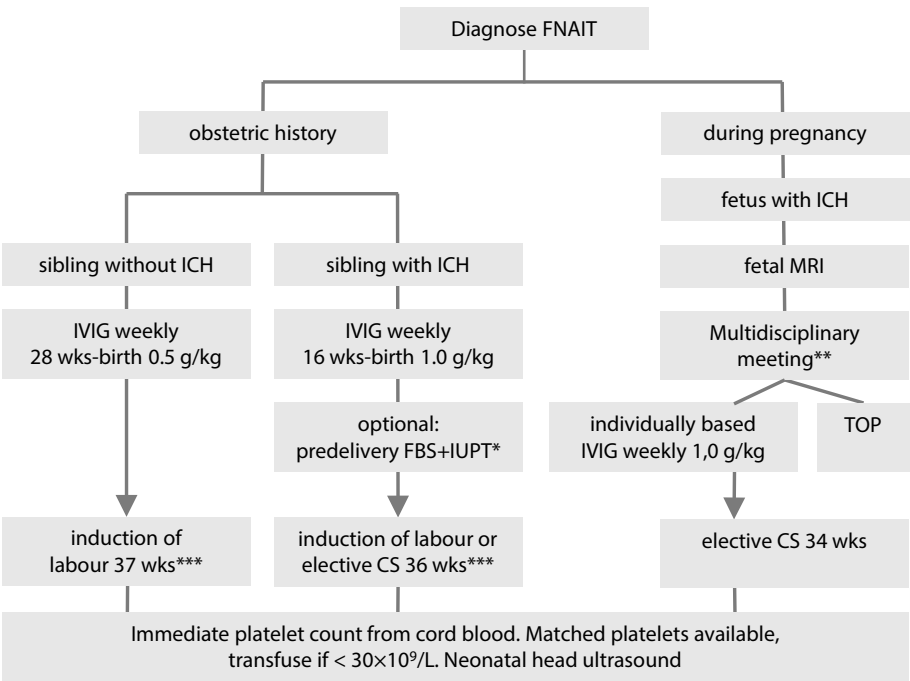 Diagnose FNAIT
obstetric history
during pregnancy
fetus with ICH
sibling without ICH
sibling with ICH
fetal MRI
IVIG weekly
28 wks-birth 0.5 g/kg
IVIG weekly
16 wks-birth 1.0 g/kg
Multidisciplinary
meeting**
optional:
predelivery FBS+IUPT*
individually based
IVIG weekly 1,0 g/kg
TOP
induction of
labour 37 wks***
induction of labour or
elective CS 36 wks***
elective CS 34 wks
Immediate platelet count from cord blood. Matched platelets available,
transfuse if < 30×10⁹/L. Neonatal head ultrasound